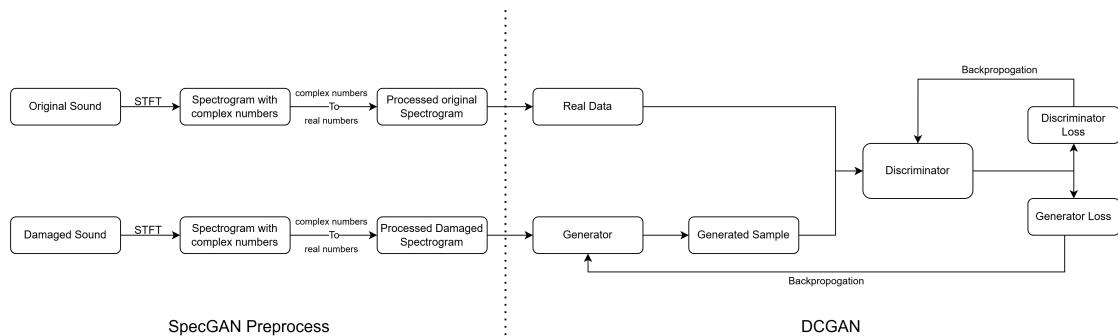 Original Sound
STFT
Spectrogram with
complex numbers
complex numbers
To
real numbers
Processed original
Spectrogram
Real Data
Discriminator
Backpropogation
Discriminator
Loss
Damaged Sound
STFT
Spectrogram with
complex numbers
complex numbers
To
real numbers
Processed Damaged
Spectrogram
Generator
Generated Sample
Generator Loss
Backpropogation
SpecGAN Preprocess
DCGAN